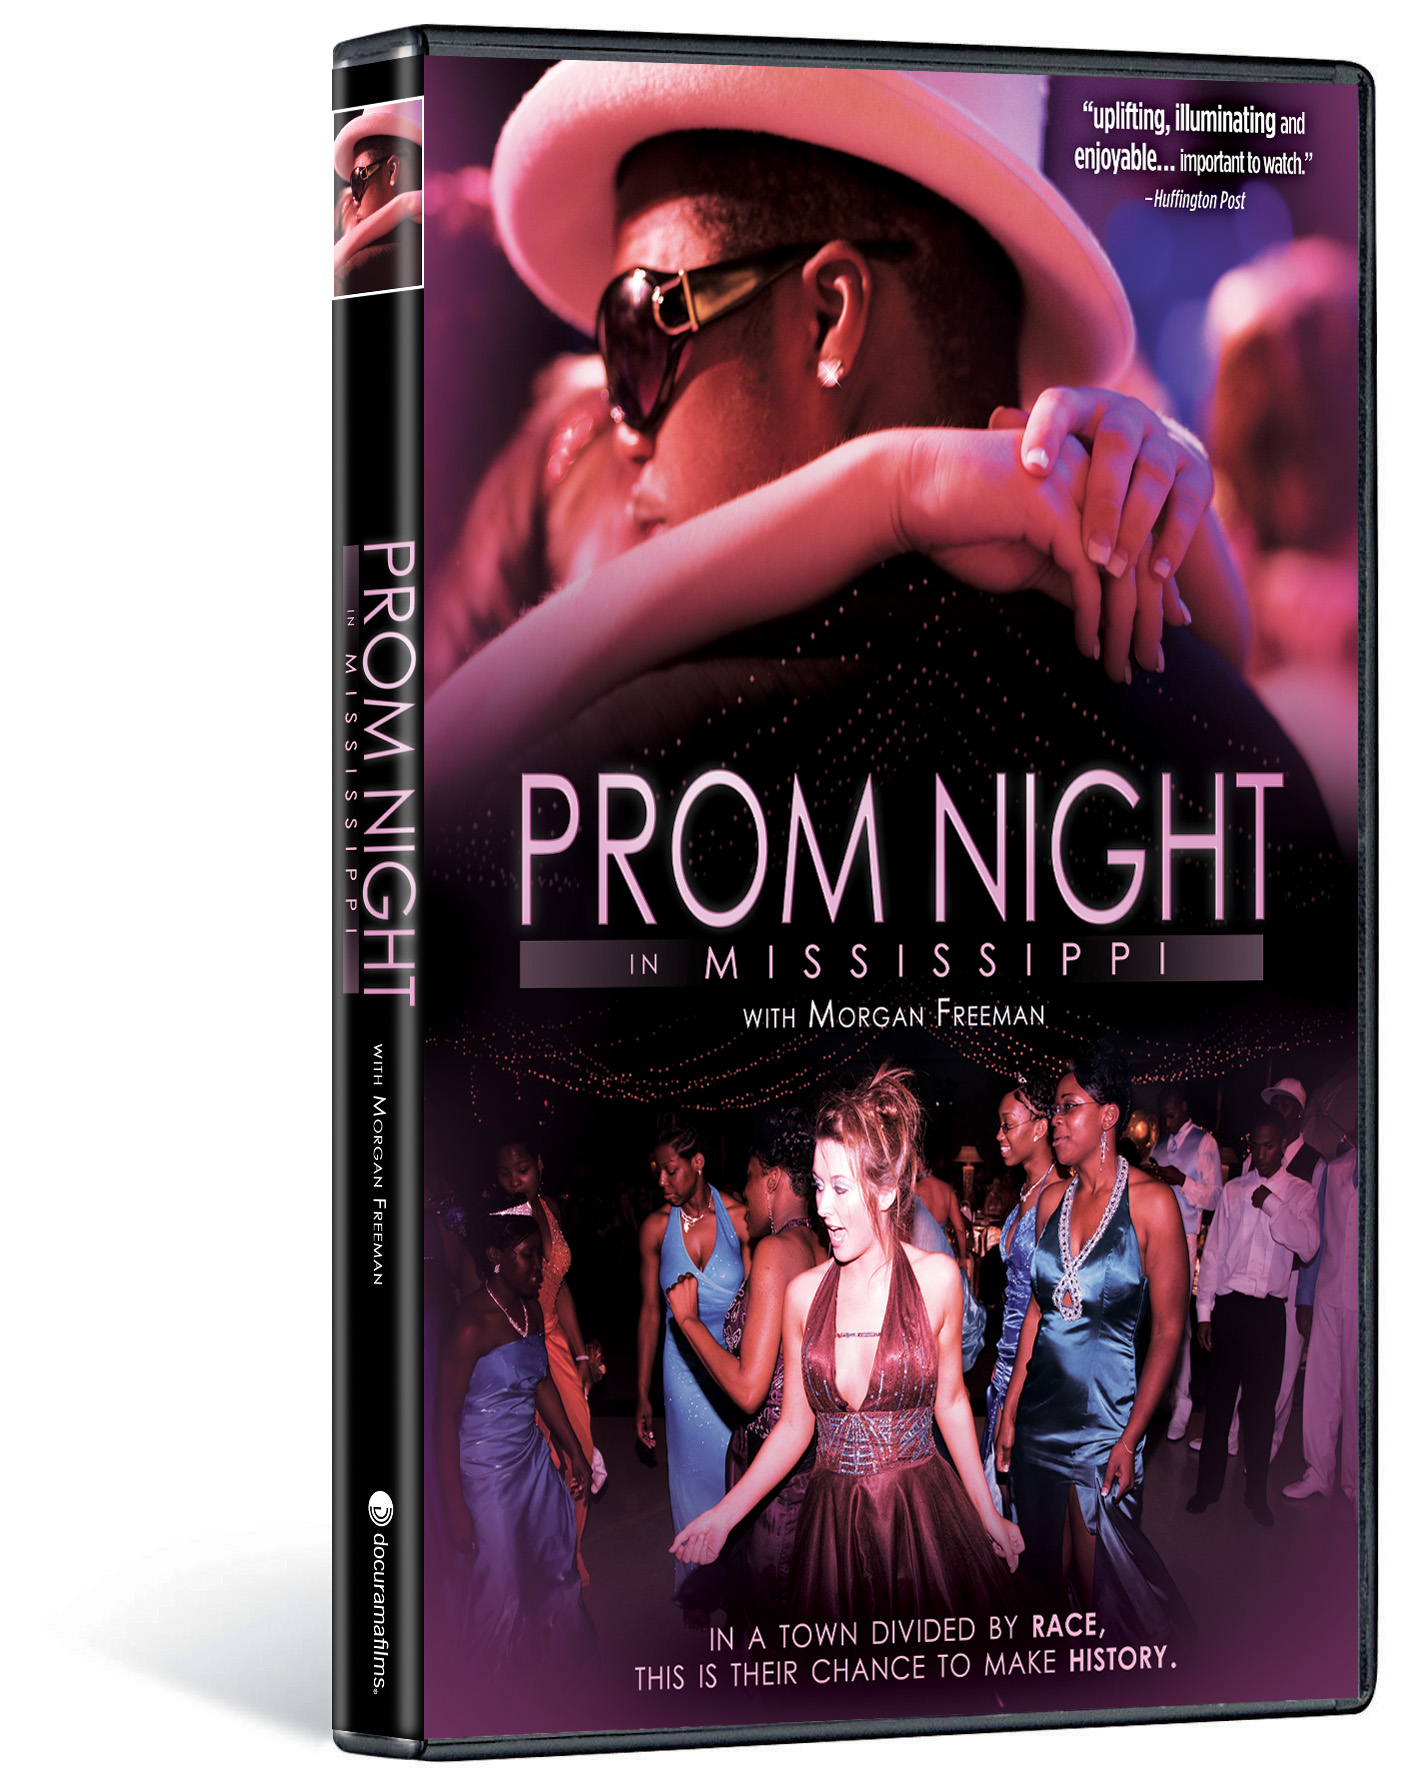 “uplifting, illuminating and
enjoyable... important to watch.”
–Huffington Post
PROM NIGHT
IN MISSISSIPPI
WITH MORGAN FREEMAN
IN A TOWN DIVIDED BY RACE,
THIS IS THEIR CHANCE TO MAKE HISTORY.
PROM NIGHT
IN MISSISSIPPI
WITH MORGAN FREEMAN
docuramafilms®